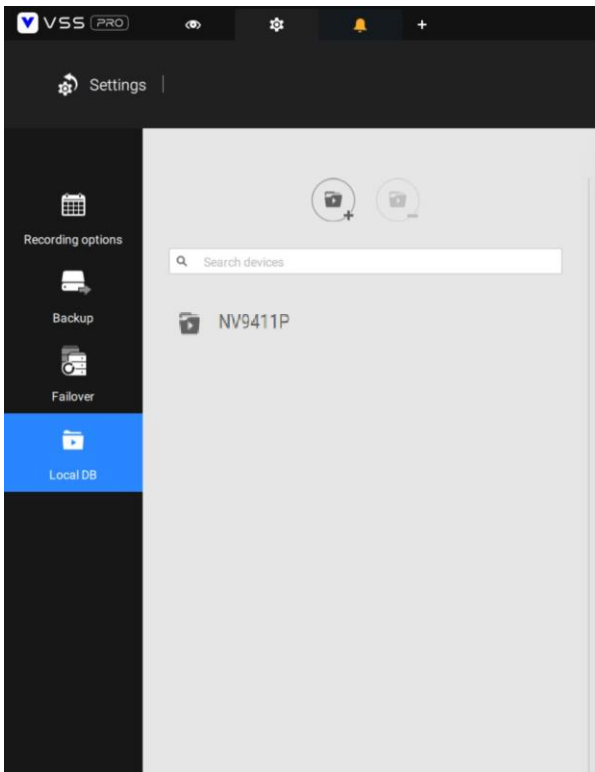 VSS PRO
Settings
Recording options
Backup
Failover
Local DB
Search devices
NV9411P